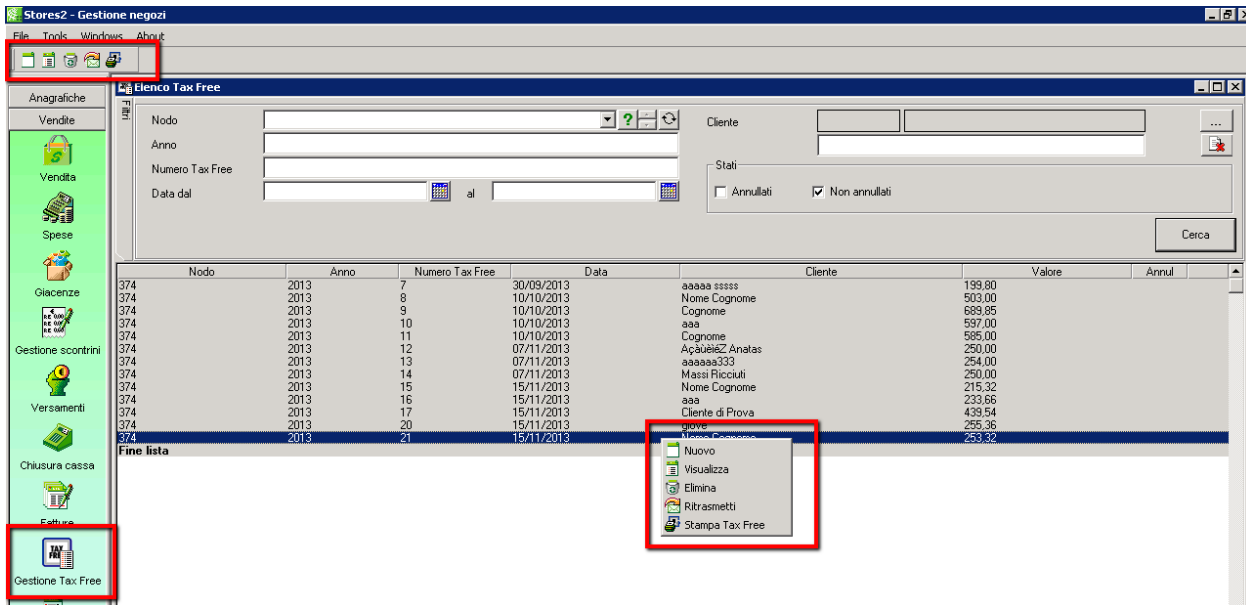 Stores2 - Gestione negozi
File Tools Windows About
Anagrafiche
Vendite
Vendita
Spese
Giacenze
Gestione scontrini
Versamenti
Chiusura cassa
Fatture
Gestione Tax Free
Elenco Tax Free
Filtri
Nodo
Anno
Numero Tax Free
Data dal al
Cliente ...
Stati
Annullati Non annullati
Cerca
Nodo Anno Numero Tax Free Data Cliente Valore Annul
374 2013 7 30/09/2013 aaaaa sssss 199,80
374 2013 8 10/10/2013 Nome Cognome 503,00
374 2013 9 10/10/2013 Cognome 689,85
374 2013 10 10/10/2013 aaa 597,00
374 2013 11 10/10/2013 Cognome 585,00
374 2013 12 07/11/2013 AçàùèìéZ Anatas 250,00
374 2013 13 07/11/2013 aaaaaa333 254,00
374 2013 14 07/11/2013 Massi Ricciuti 250,00
374 2013 15 15/11/2013 Nome Cognome 215,32
374 2013 16 15/11/2013 aaa 233,66
374 2013 17 15/11/2013 Cliente di Prova 439,54
374 2013 20 15/11/2013 giove 255,36
374 2013 21 15/11/2013 Nome Cognome 253,32
Fine lista
Nuovo
Visualizza
Elimina
Ritrasmetti
Stampa Tax Free